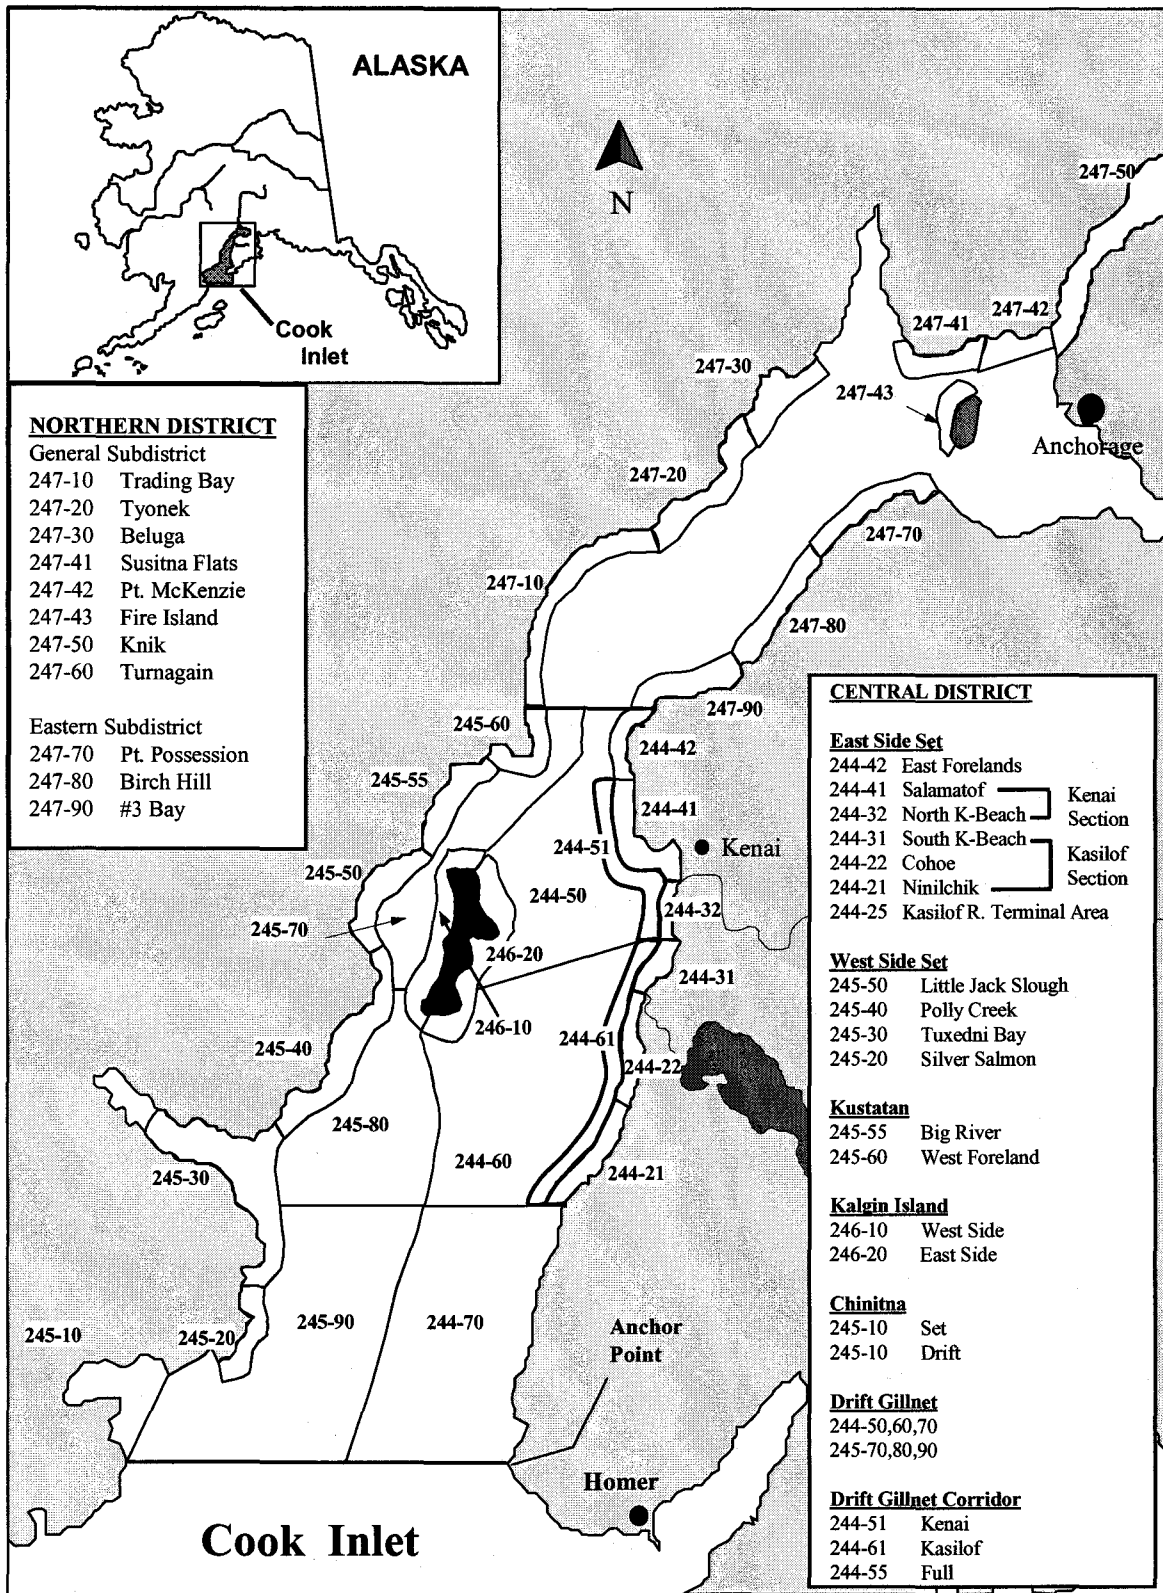 ALASKA
Cook
Inlet
N
NORTHERN DISTRICT
General Subdistrict
247-10 Trading Bay
247-20 Tyonek
247-30 Beluga
247-41 Susitna Flats
247-42 Pt. McKenzie
247-43 Fire Island
247-50 Knik
247-60 Turnagain
Eastern Subdistrict
247-70 Pt. Possession
247-80 Birch Hill
247-90 #3 Bay
247-50
247-42
247-41
247-30
247-43
Anchorage
247-20
247-70
247-10
247-80
247-90
245-60
244-42
245-55
244-41
Kenai
244-51
245-50
244-50
244-32
245-70
246-20
244-31
246-10
244-61
245-40
244-22
245-80
244-60
244-21
245-30
245-90
244-70
245-10
245-20
Anchor
Point
Homer
Cook Inlet
CENTRAL DISTRICT
East Side Set
244-42 East Forelands
244-41 Salamatof
244-32 North K-Beach
Kenai
Section
244-31 South K-Beach
244-22 Cohoe
244-21 Ninilchik
Kasilof
Section
244-25 Kasilof R. Terminal Area
West Side Set
245-50 Little Jack Slough
245-40 Polly Creek
245-30 Tuxedni Bay
245-20 Silver Salmon
Kustatan
245-55 Big River
245-60 West Foreland
Kalgin Island
246-10 West Side
246-20 East Side
Chinitna
245-10 Set
245-10 Drift
Drift Gillnet
244-50,60,70
245-70,80,90
Drift Gillnet Corridor
244-51 Kenai
244-61 Kasilof
244-55 Full